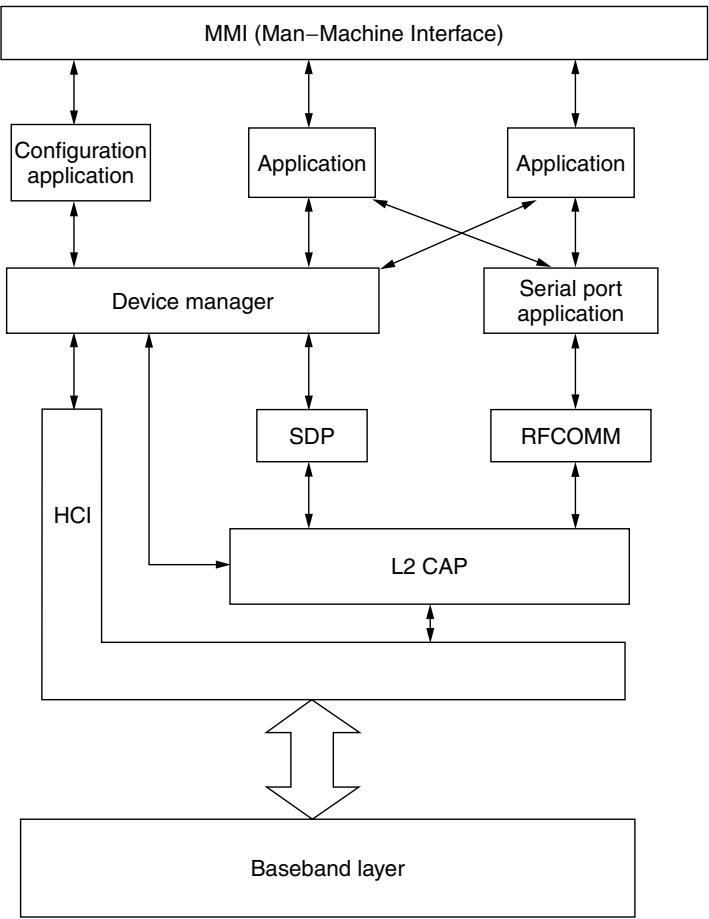 MMI (Man–Machine Interface)
Configuration
application
Application
Application
Device manager
Serial port
application
SDP
RFCOMM
HCI
L2 CAP
Baseband layer